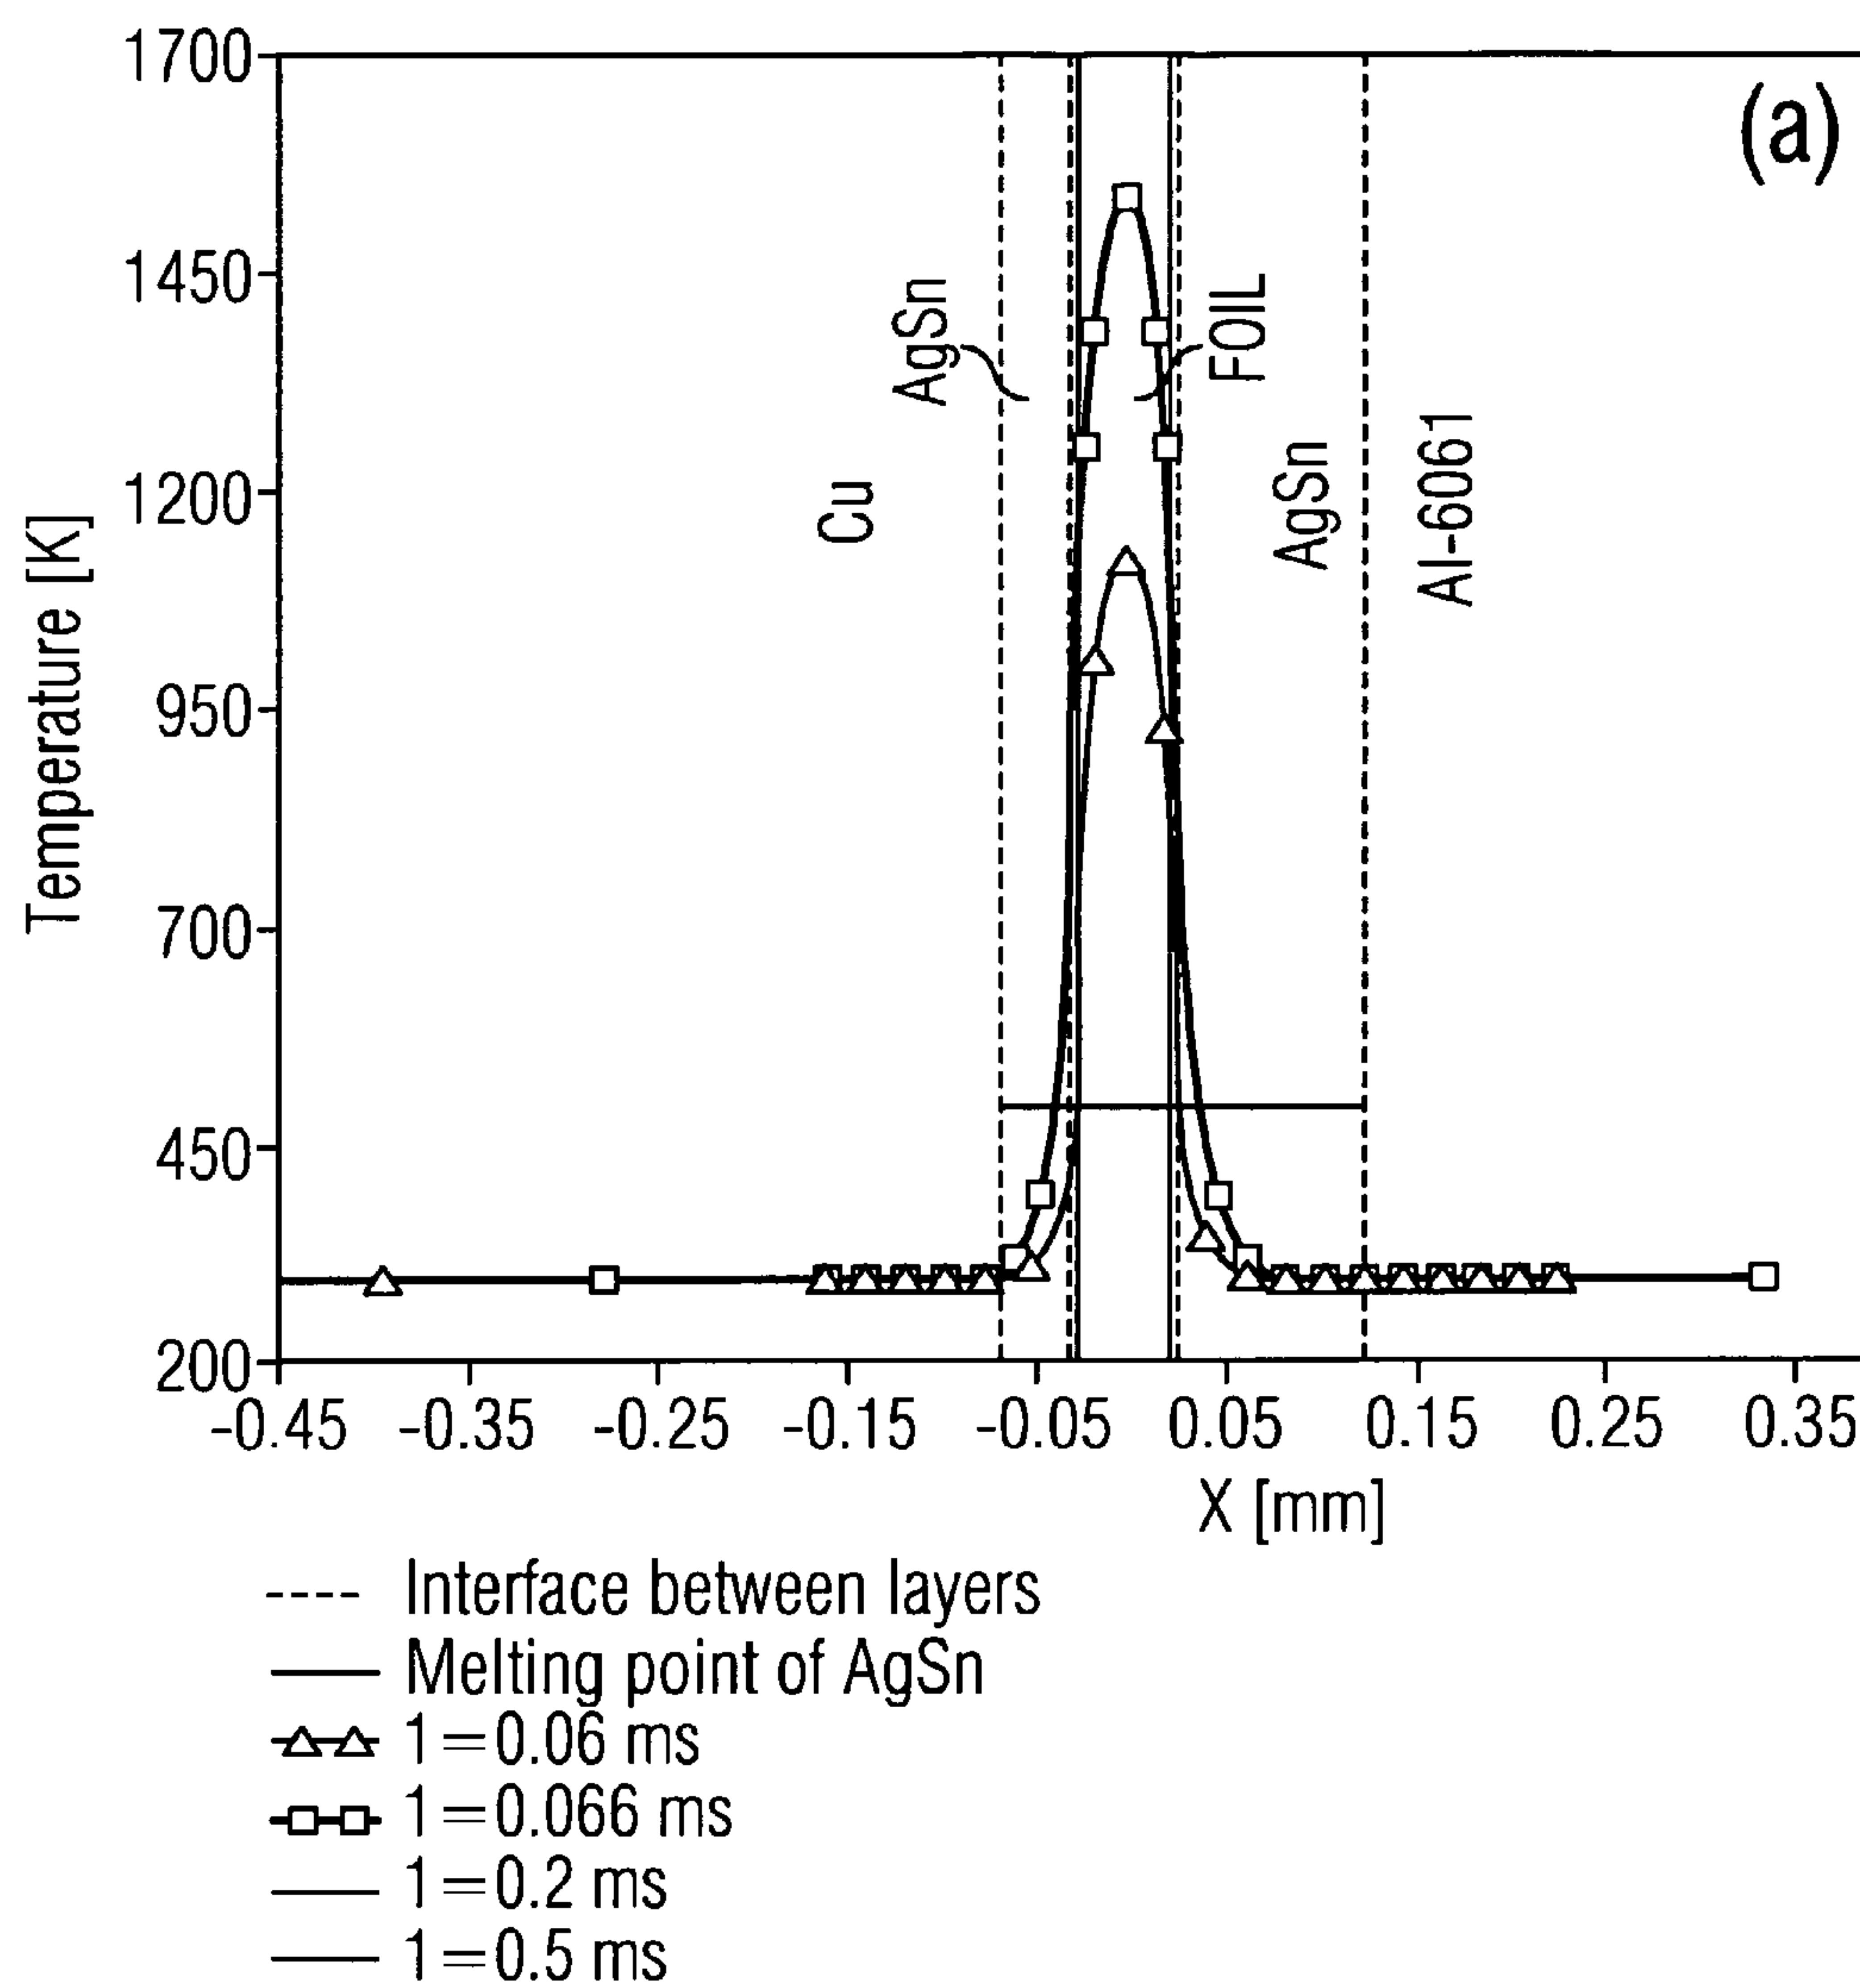 1700
(a)
1450
AgSn
FOIL
1200
Cu
AgSn
Al-6061
Temperature [K]
950
700
450
200
-0.45 -0.35 -0.25 -0.15 -0.05 0.05 0.15 0.25 0.35
X [mm]
Interface between layers
Melting point of AgSn
1=0.06 ms
1=0.066 ms
1=0.2 ms
1=0.5 ms